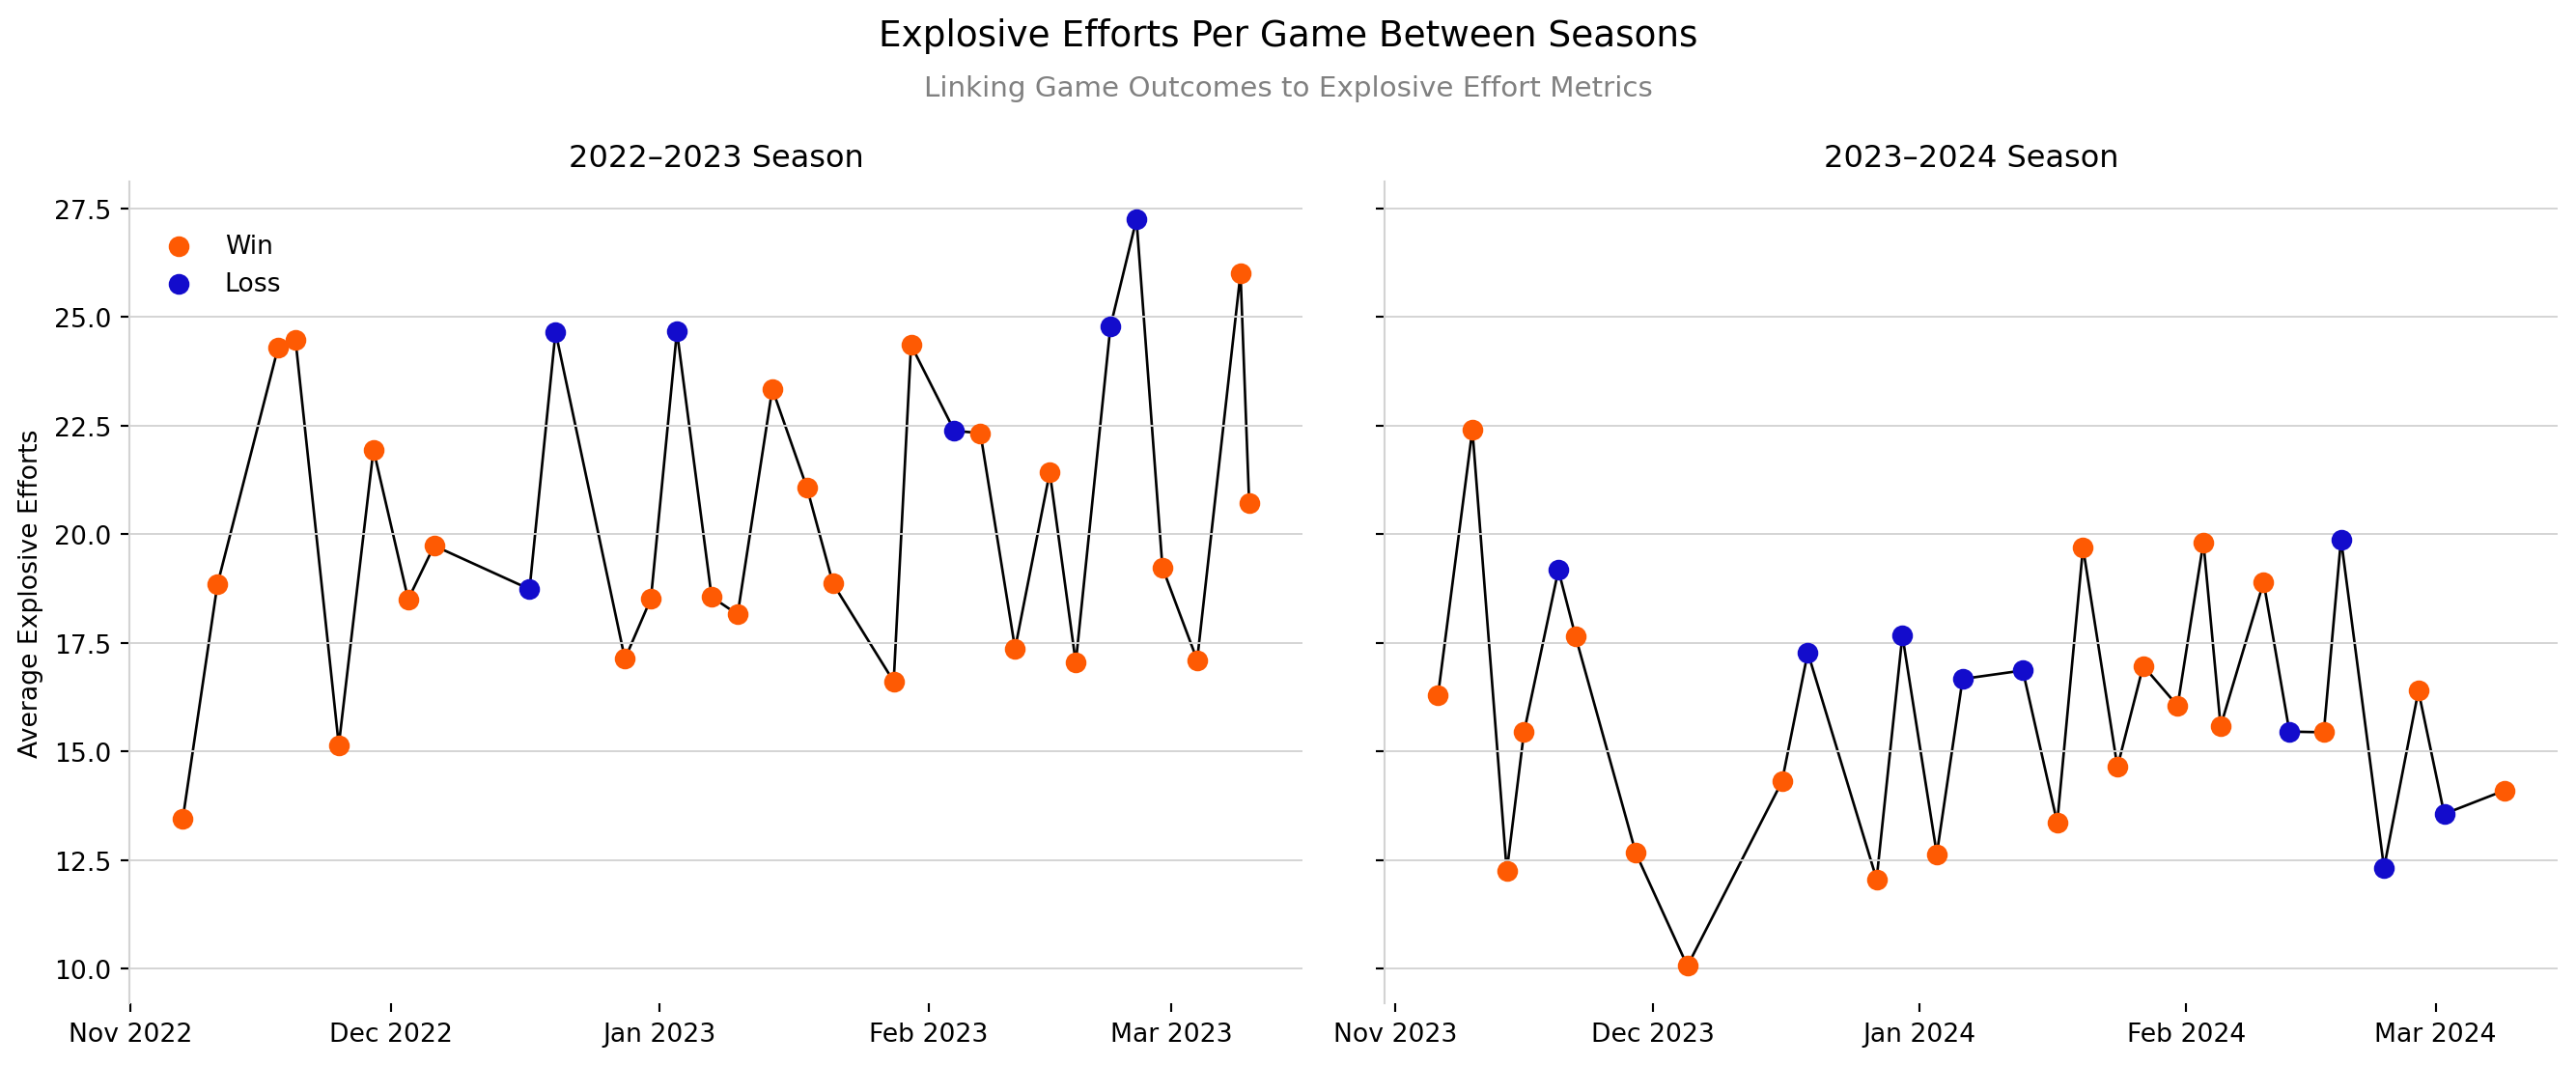 Explosive Efforts Per Game Between Seasons
Linking Game Outcomes to Explosive Effort Metrics
2022–2023 Season
2023–2024 Season
Average Explosive Efforts
27.5
25.0
22.5
20.0
17.5
15.0
12.5
10.0
Win
Loss
Nov 2022
Dec 2022
Jan 2023
Feb 2023
Mar 2023
Nov 2023
Dec 2023
Jan 2024
Feb 2024
Mar 2024